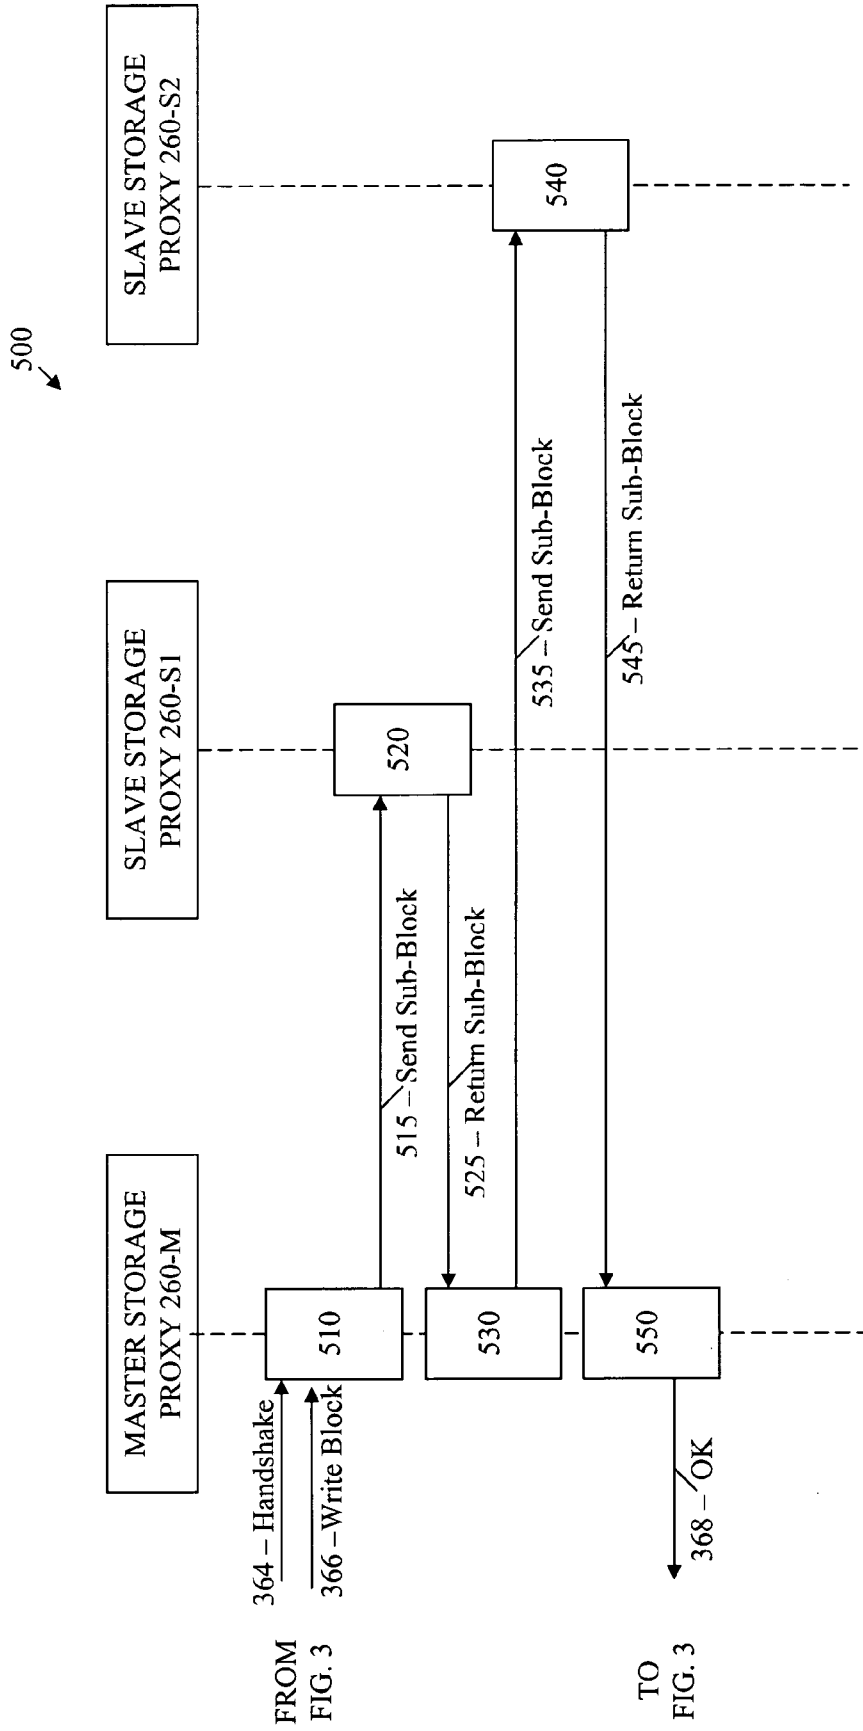 500
MASTER STORAGE
PROXY 260-M
SLAVE STORAGE
PROXY 260-S1
SLAVE STORAGE
PROXY 260-S2
FROM
FIG. 3
364 – Handshake
366 –Write Block
510
515 – Send Sub-Block
520
525 – Return Sub-Block
530
535 – Send Sub-Block
540
545 – Return Sub-Block
550
368 – OK
TO
FIG. 3